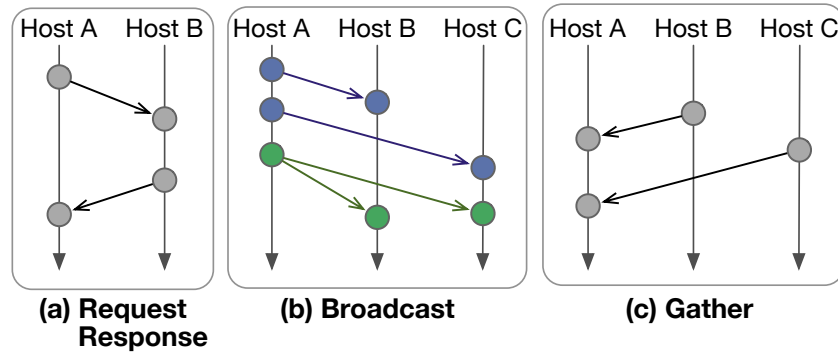 Host A Host B
Host A Host B Host C
Host A Host B Host C
(a) Request
Response
(b) Broadcast
(c) Gather